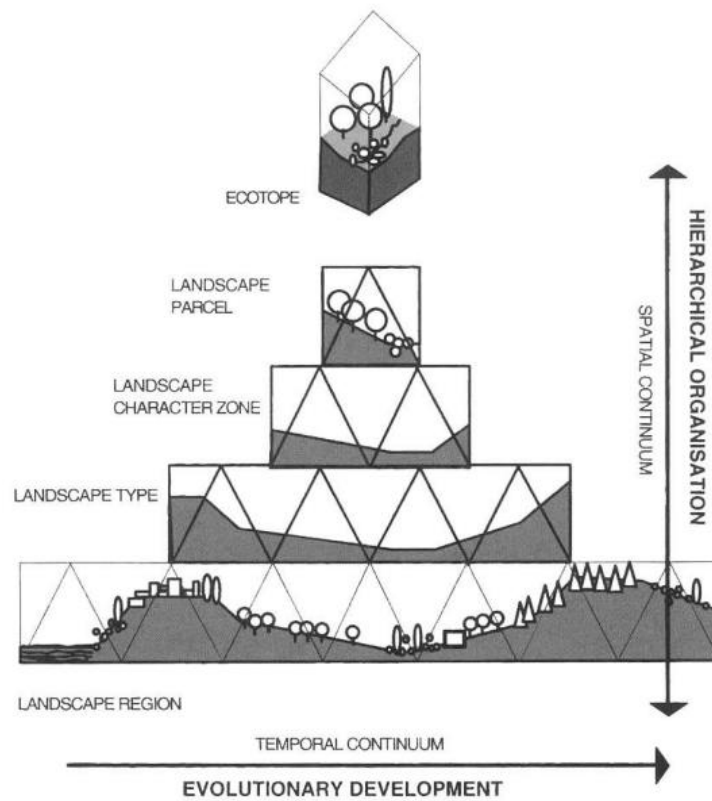 ECOTOPE
LANDSCAPE
PARCEL
LANDSCAPE
CHARACTER ZONE
LANDSCAPE TYPE
LANDSCAPE REGION
TEMPORAL CONTINUUM
EVOLUTIONARY DEVELOPMENT
SPATIAL CONTINUUM
HIERARCHICAL ORGANISATION